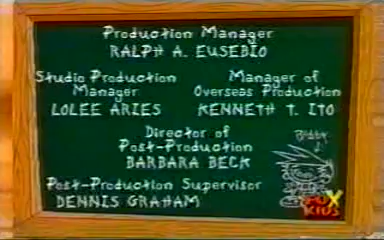 Production Manager
RALPH A. EUSEBIO
Studio Production
Manager
LOLEE ARIES
Manager of
Overseas Production
KENNETH T. ITO
Director of
Post-Production
BARBARA BECK
Bobby
Post-Production Supervisor
DENNIS GRAHAM
FOX
KIDS